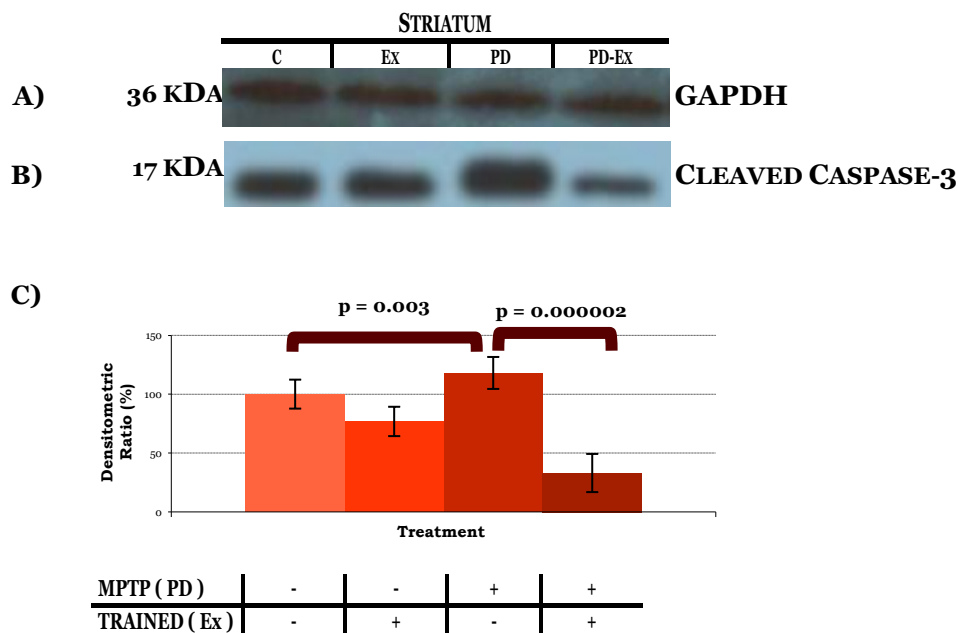 STRIATUM
C EX PD PD-EX
A) 36 KDA GAPDH
B) 17 KDA CLEAVED CASPASE-3
C)
p = 0.003 p = 0.000002
150
100
50
0
Densitometric
Ratio (%)
Treatment
MPTP ( PD ) - - + +
TRAINED ( Ex ) - + - +